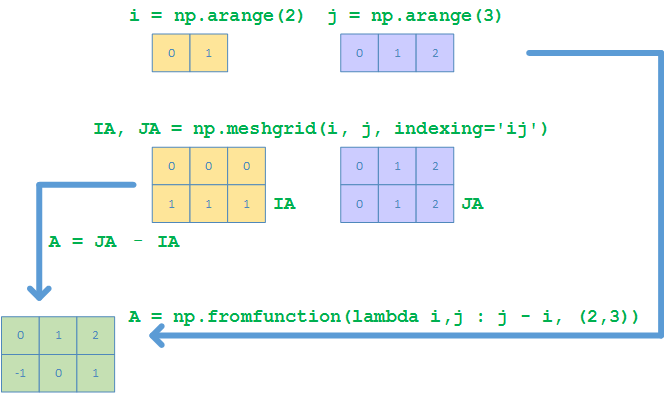 i = np.arange(2) j = np.arange(3)
0 1 0 1 2
IA, JA = np.meshgrid(i, j, indexing='ij')
0 0 0 0 1 2
1 1 1 IA 0 1 2 JA
A = JA - IA
A = np.fromfunction(lambda i,j : j - i, (2,3))
0 1 2
-1 0 1